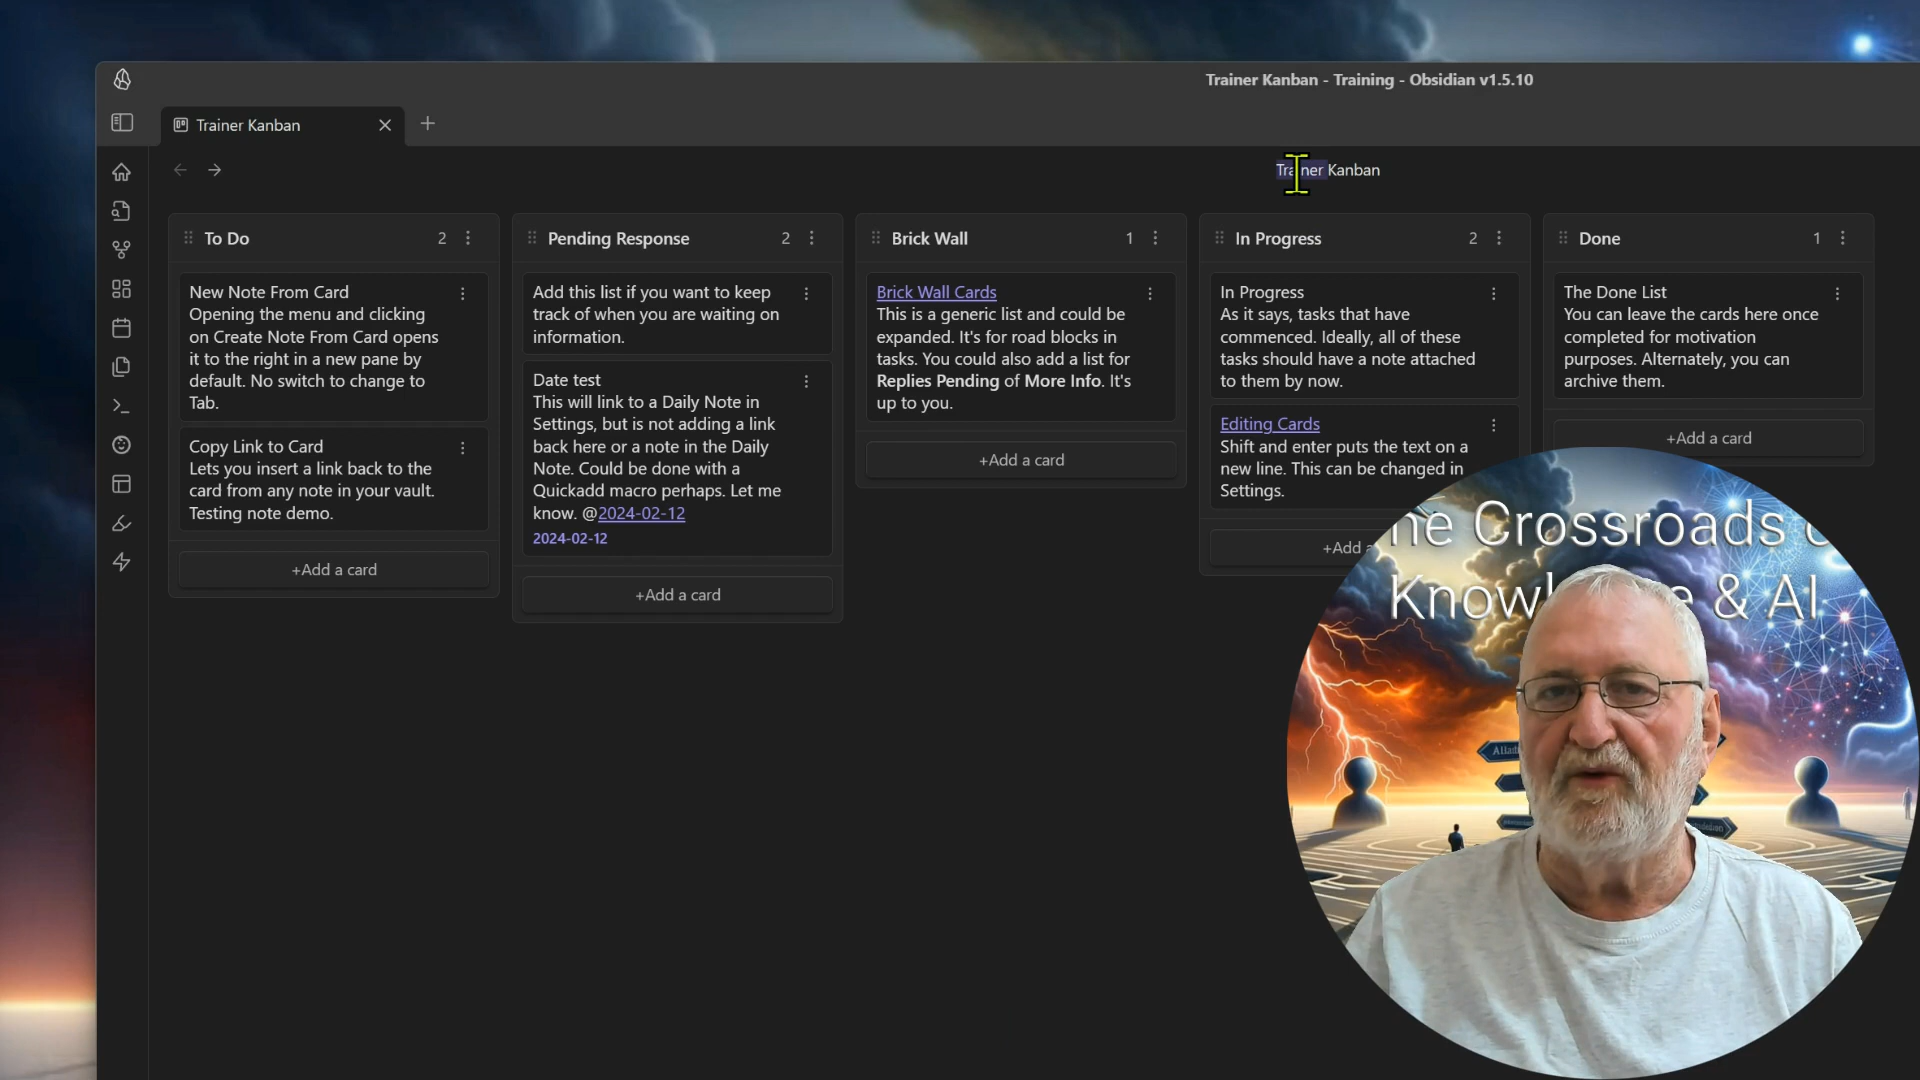 Trainer Kanban - Training - Obsidian v1.5.10
Trainer Kanban
Trainer Kanban
To Do 2
New Note From Card
Opening the menu and clicking
on Create Note From Card opens
it to the right in a new pane by
default. No switch to change to
Tab.
Copy Link to Card
Lets you insert a link back to the
card from any note in your vault.
Testing note demo.
+Add a card
Pending Response 2
Add this list if you want to keep
track of when you are waiting on
information.
Date test
This will link to a Daily Note in
Settings, but is not adding a link
back here or a note in the Daily
Note. Could be done with a
Quickadd macro perhaps. Let me
know. @2024-02-12
2024-02-12
+Add a card
Brick Wall 1
Brick Wall Cards
This is a generic list and could be
expanded. It's for road blocks in
tasks. You could also add a list for
Replies Pending of More Info. It's
up to you.
+Add a card
In Progress 2
In Progress
As it says, tasks that have
commenced. Ideally, all of these
tasks should have a note attached
to them by now.
Editing Cards
Shift and enter puts the text on a
new line. This can be changed in
Settings.
+Add a
Done 1
The Done List
You can leave the cards here once
completed for motivation
purposes. Alternately, you can
archive them.
+Add a card
Crossroads
& AI